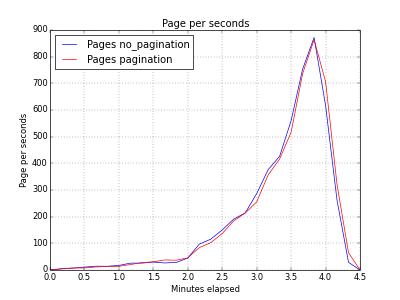 Page per seconds
Pages no_pagination
Pages pagination
900
800
700
600
500
400
300
200
100
0
Page per seconds
0.0 0.5 1.0 1.5 2.0 2.5 3.0 3.5 4.0 4.5
Minutes elapsed